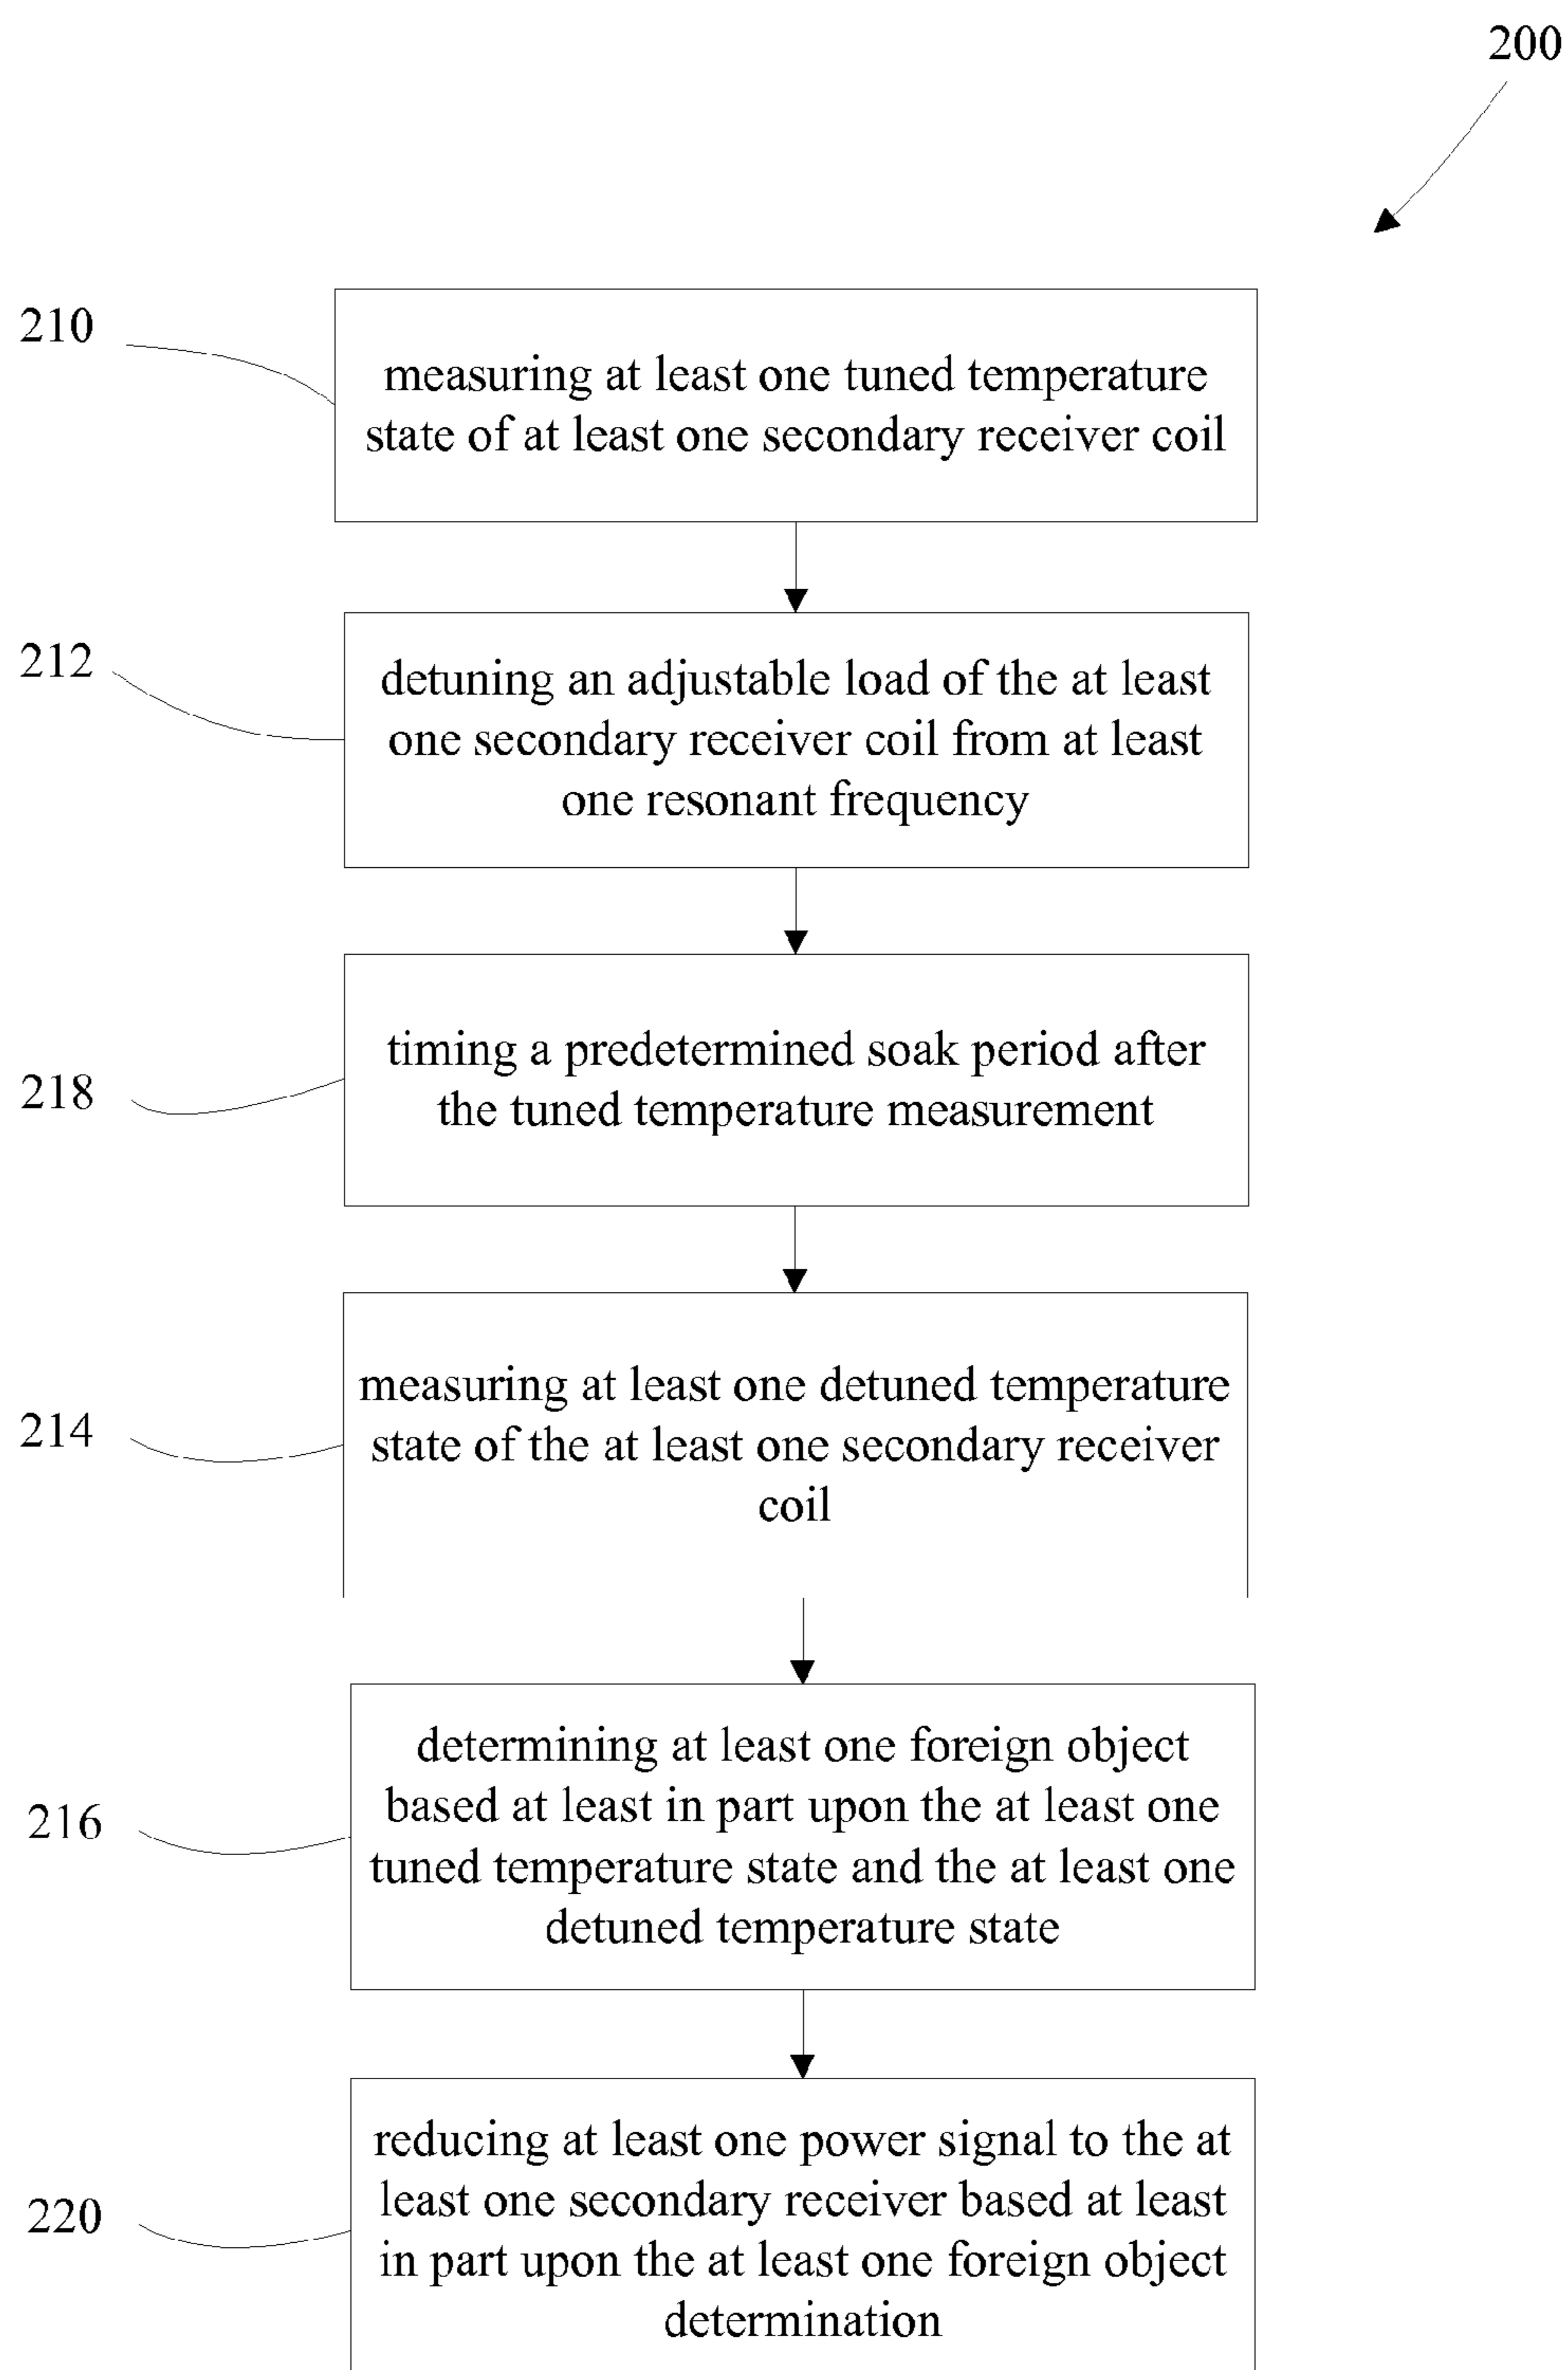 200
210
measuring at least one tuned temperature
state of at least one secondary receiver coil
212
detuning an adjustable load of the at least
one secondary receiver coil from at least
one resonant frequency
218
timing a predetermined soak period after
the tuned temperature measurement
214
measuring at least one detuned temperature
state of the at least one secondary receiver
coil
216
determining at least one foreign object
based at least in part upon the at least one
tuned temperature state and the at least one
detuned temperature state
220
reducing at least one power signal to the at
least one secondary receiver based at least
in part upon the at least one foreign object
determination